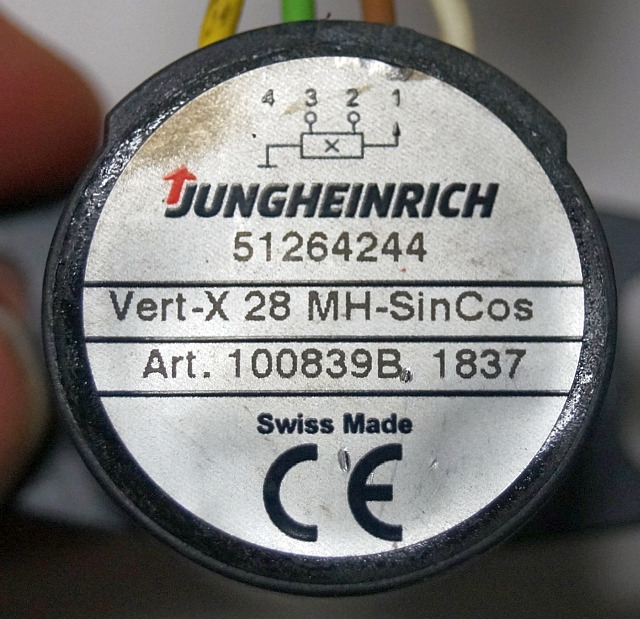 4 3 2 1
X
JUNGHEINRICH
51264244
Vert-X 28 MH-SinCos
Art. 100839B, 1837
Swiss Made
CE